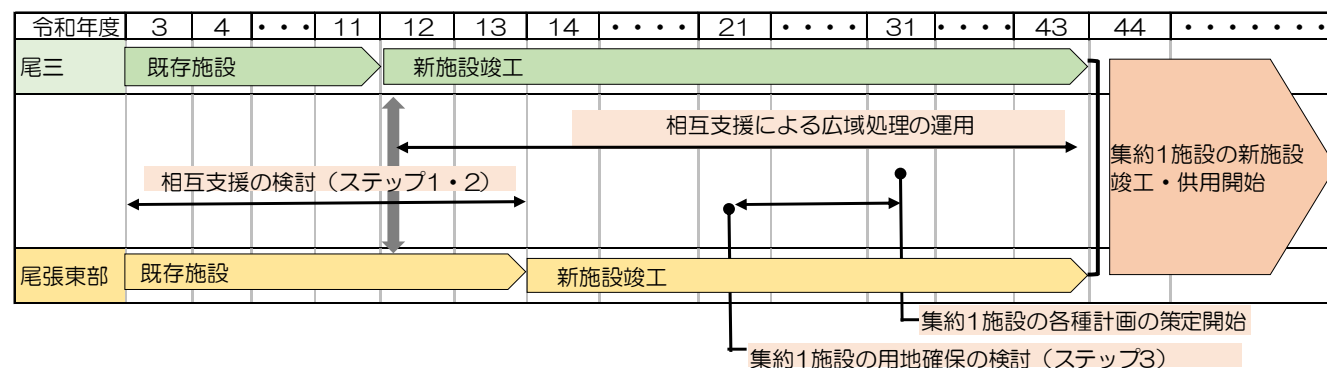 令和年度 3 4 ・・・ 11 12 13 14 ・・・・ 21 ・・・・ 31 ・・・・ 43 44 ・・・・・・・
尾三 既存施設 新施設竣工
相互支援による広域処理の運用
集約1施設の新施設
竣工・供用開始
相互支援の検討（ステップ1・2）
尾張東部 既存施設 新施設竣工
集約1施設の各種計画の策定開始
集約1施設の用地確保の検討（ステップ3）